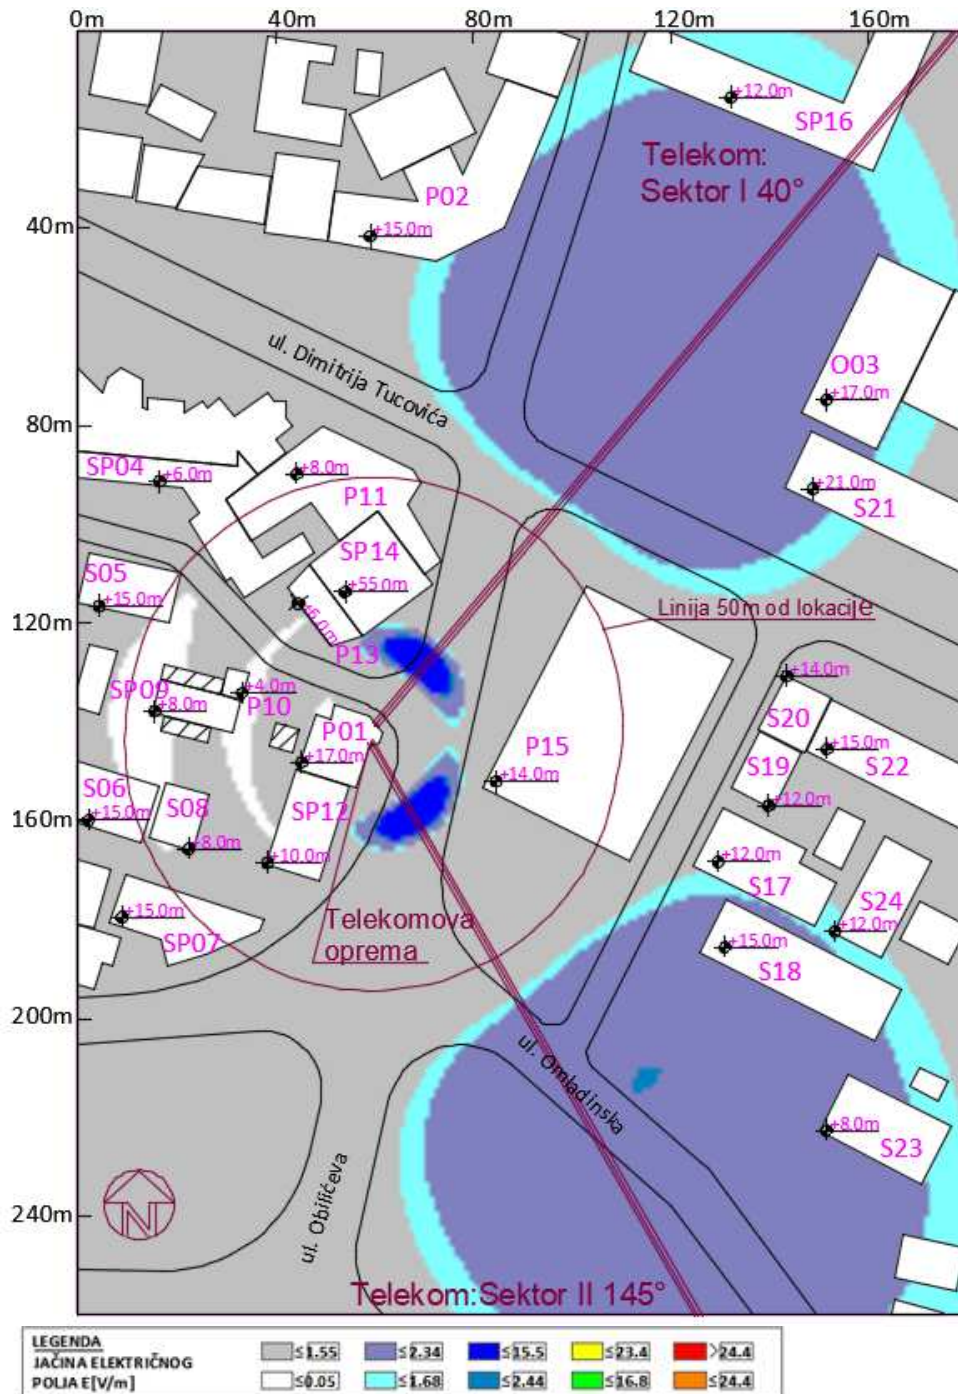 0m 40m 80m 120m 160m
+12.0m
SP16
Telekom:
Sektor I 40°
P02
+15.0m
40m
ul. Dimitrija Tucovića
O03
+17.0m
80m
SP04
+6.0m
+8.0m
P11
+21.0m
S21
SP14
+55.0m
S05
+15.0m
+6.0m
Linija 50m od lokacije
120m
P13
SP09
+8.0m
+4.0m
P10
P01
+17.0m
P15
+14.0m
+14.0m
S20
+15.0m
S22
S19
+12.0m
S06
+15.0m
S08
+8.0m
SP12
+10.0m
160m
+12.0m
S17
S24
+12.0m
+15.0m
SP07
Telekomova
oprema
+15.0m
S18
200m
ul. Omladinska
+8.0m
S23
ul. Obilićeva
N
240m
Telekom:Sektor II 145°
LEGENDA
JAČINA ELEKTRIČNOG
POLJA E[V/m]
≤1.55 ≤2.34 ≤15.5 ≤23.4 >24.4
≤0.05 ≤1.68 ≤2.44 ≤16.8 ≤24.4